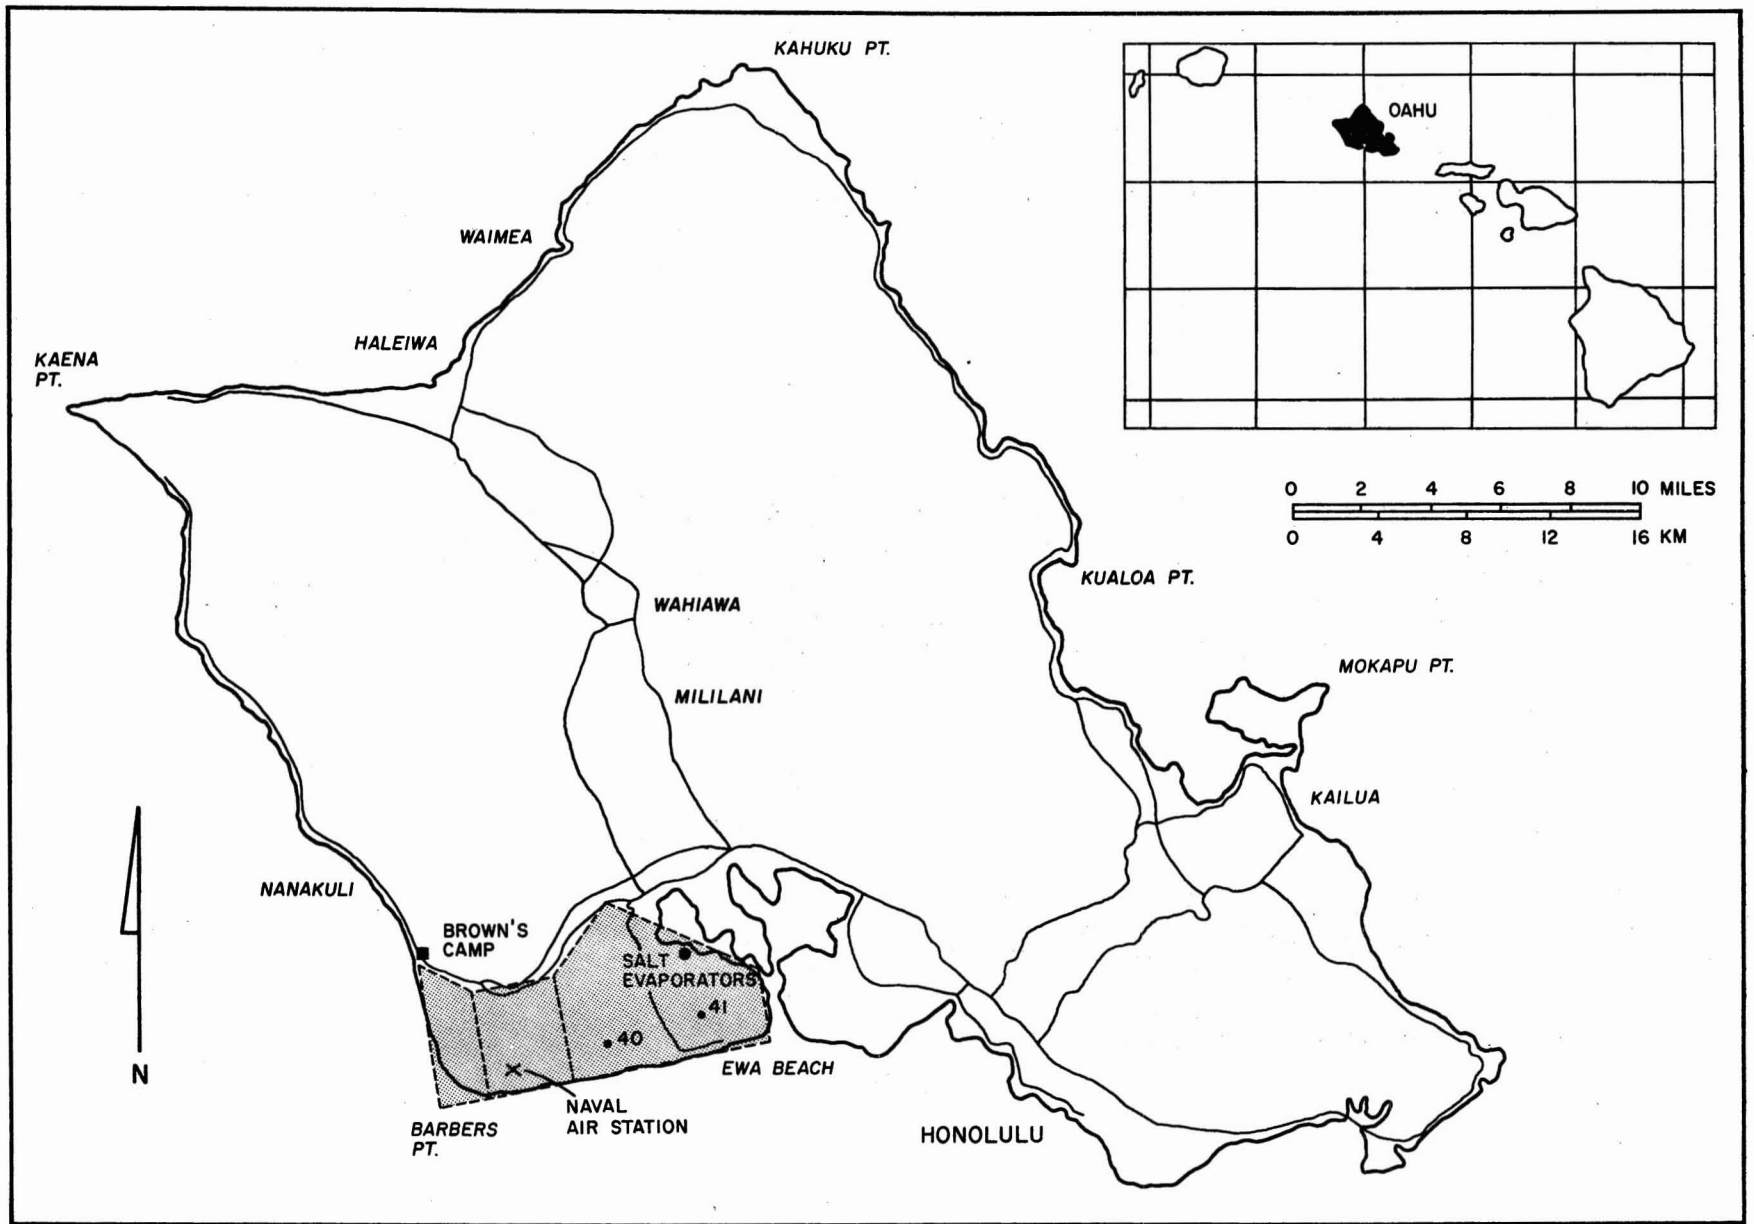 KAHUKU PT.
OAHU
WAIMEA
HALEIWA
KAENA
PT.
0 2 4 6 8 10 MILES
0 4 8 12 16 KM
KUALOA PT.
WAHIAWA
MOKAPU PT.
MILILANI
KAILUA
NANAKULI
BROWN'S
CAMP
SALT
EVAPORATORS
41
40
N
EWA BEACH
NAVAL
AIR STATION
BARBERS
PT.
HONOLULU